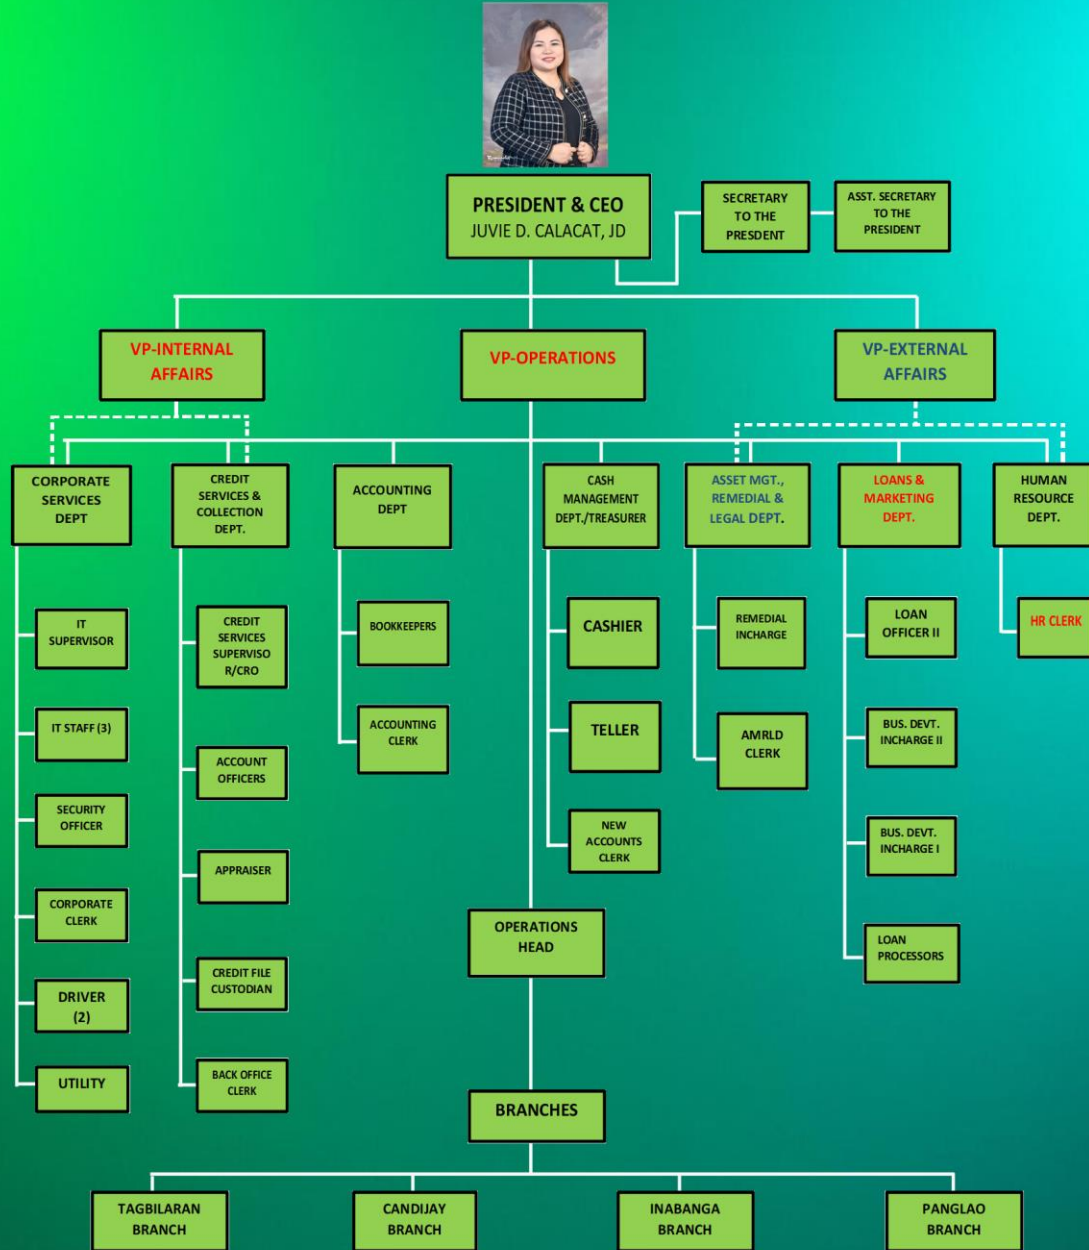 PRESIDENT & CEO
JUVIE D. CALACAT, JD
SECRETARY
TO THE
PRESDENT
ASST. SECRETARY
TO THE
PRESIDENT
VP-INTERNAL
AFFAIRS
VP-OPERATIONS
VP-EXTERNAL
AFFAIRS
CORPORATE
SERVICES
DEPT
CREDIT
SERVICES &
COLLECTION
DEPT.
ACCOUNTING
DEPT
CASH
MANAGEMENT
DEPT./TREASURER
ASSET MGT.,
REMEDIAL &
LEGAL DEPT.
LOANS &
MARKETING
DEPT.
HUMAN
RESOURCE
DEPT.
IT
SUPERVISOR
IT STAFF (3)
SECURITY
OFFICER
CORPORATE
CLERK
DRIVER
(2)
UTILITY
CREDIT
SERVICES
SUPERVISO
R/CRO
ACCOUNT
OFFICERS
APPRAISER
CREDIT FILE
CUSTODIAN
BACK OFFICE
CLERK
BOOKKEEPERS
ACCOUNTING
CLERK
CASHIER
TELLER
NEW
ACCOUNTS
CLERK
REMEDIAL
INCHARGE
AMRLD
CLERK
LOAN
OFFICER II
BUS. DEVT.
INCHARGE II
BUS. DEVT.
INCHARGE I
LOAN
PROCESSORS
HR CLERK
OPERATIONS
HEAD
BRANCHES
TAGBILARAN
BRANCH
CANDIJAY
BRANCH
INABANGA
BRANCH
PANGLAO
BRANCH